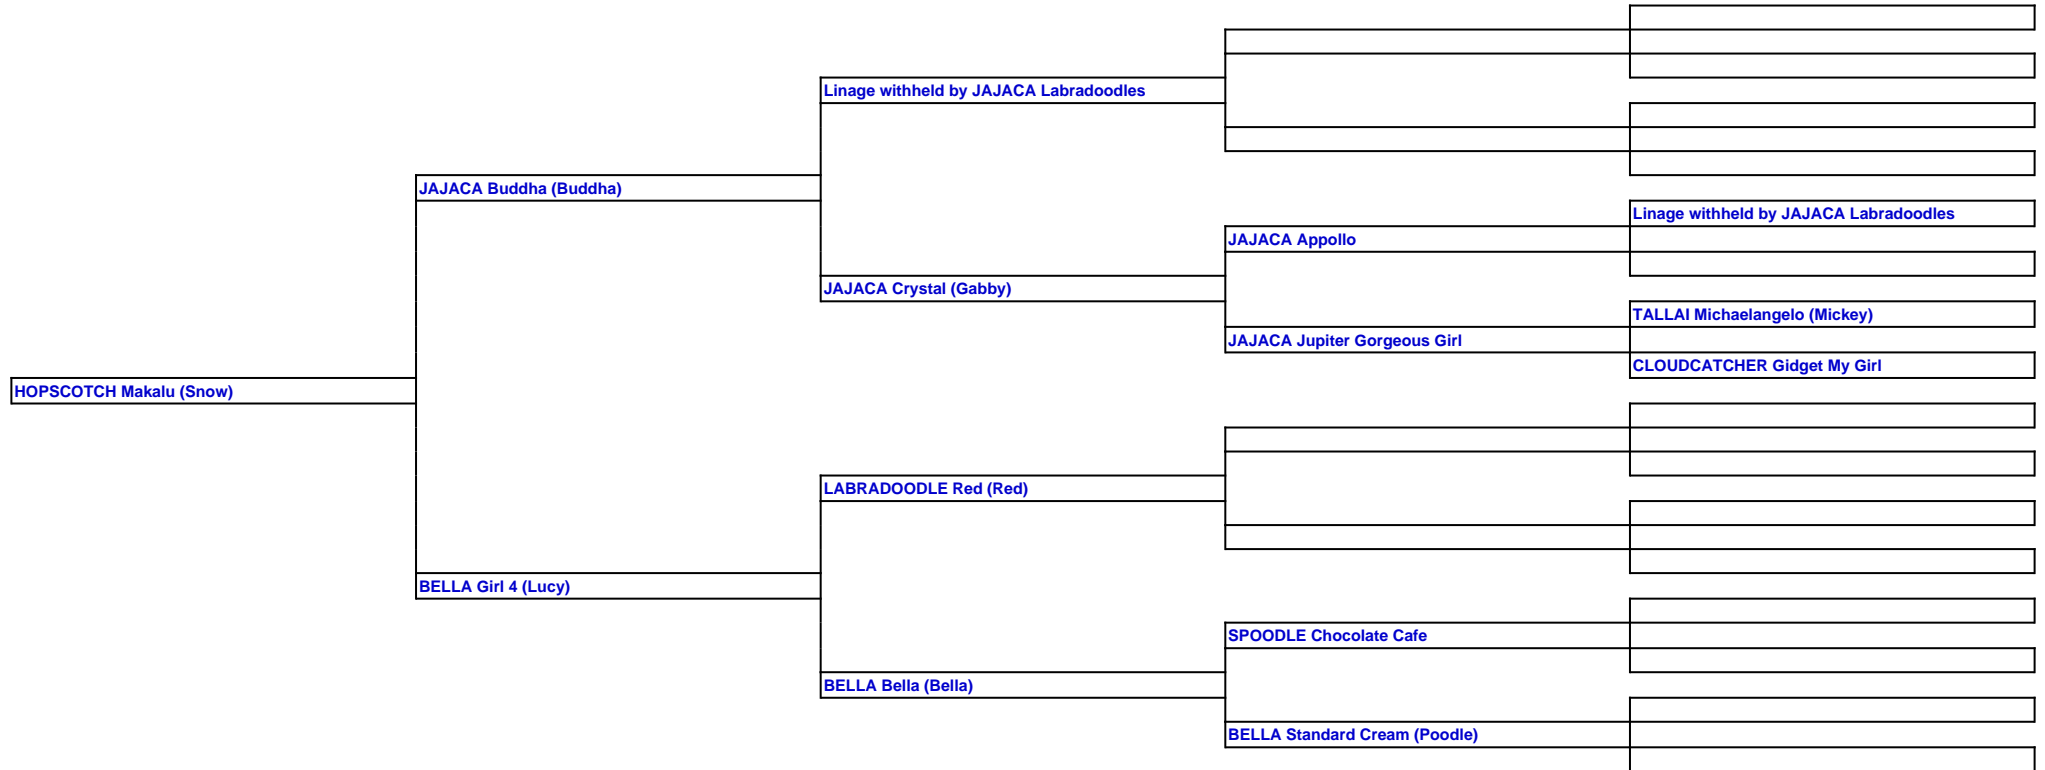 Linage withheld by JAJACA Labradoodles
JAJACA Buddha (Buddha)
Linage withheld by JAJACA Labradoodles
JAJACA Appollo
JAJACA Crystal (Gabby)
TALLAI Michaelangelo (Mickey)
JAJACA Jupiter Gorgeous Girl
CLOUDCATCHER Gidget My Girl
HOPSCOTCH Makalu (Snow)
LABRADOODLE Red (Red)
BELLA Girl 4 (Lucy)
SPOODLE Chocolate Cafe
BELLA Bella (Bella)
BELLA Standard Cream (Poodle)